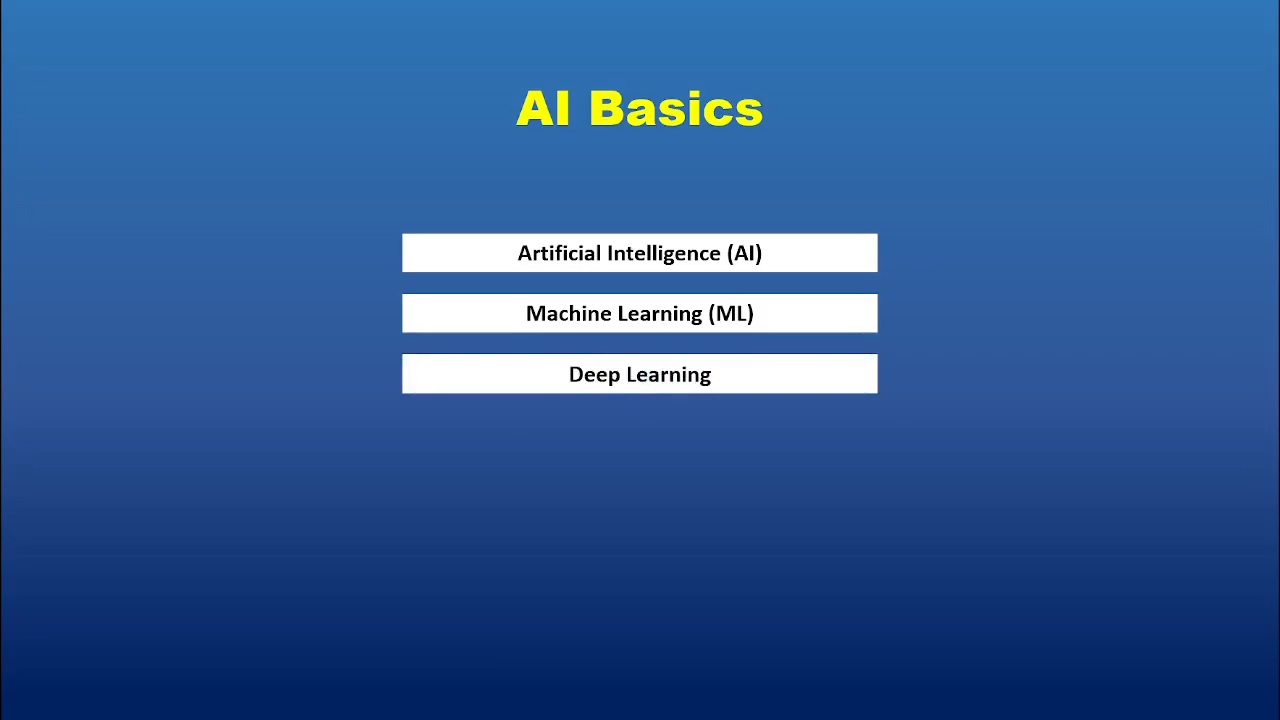 AI Basics
Artificial Intelligence (AI)
Machine Learning (ML)
Deep Learning